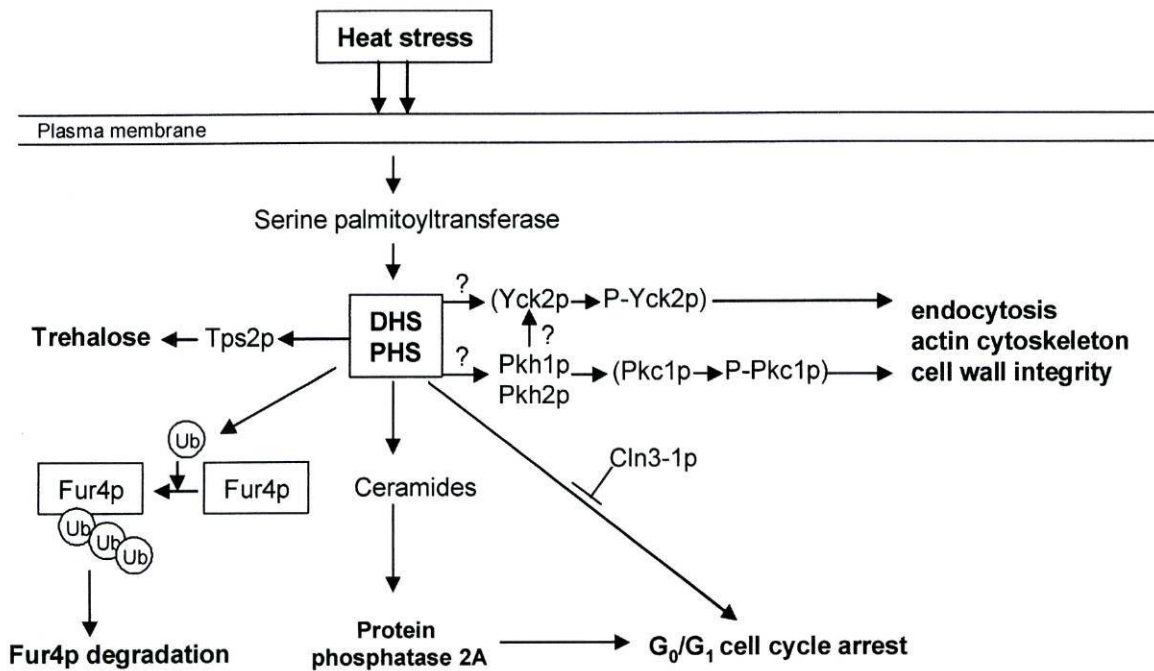 Heat stress
Plasma membrane
Serine palmitoyltransferase
? (Yck2p P-Yck2p)
DHS
PHS
Trehalose Tps2p
?
? Pkh1p (Pkc1p P-Pkc1p)
Pkh2p
endocytosis
actin cytoskeleton
cell wall integrity
Ub
Fur4p Fur4p
Ub
Ub
Ub
Ceramides
Cln3-1p
Fur4p degradation
Protein
phosphatase 2A
G₀/G₁ cell cycle arrest